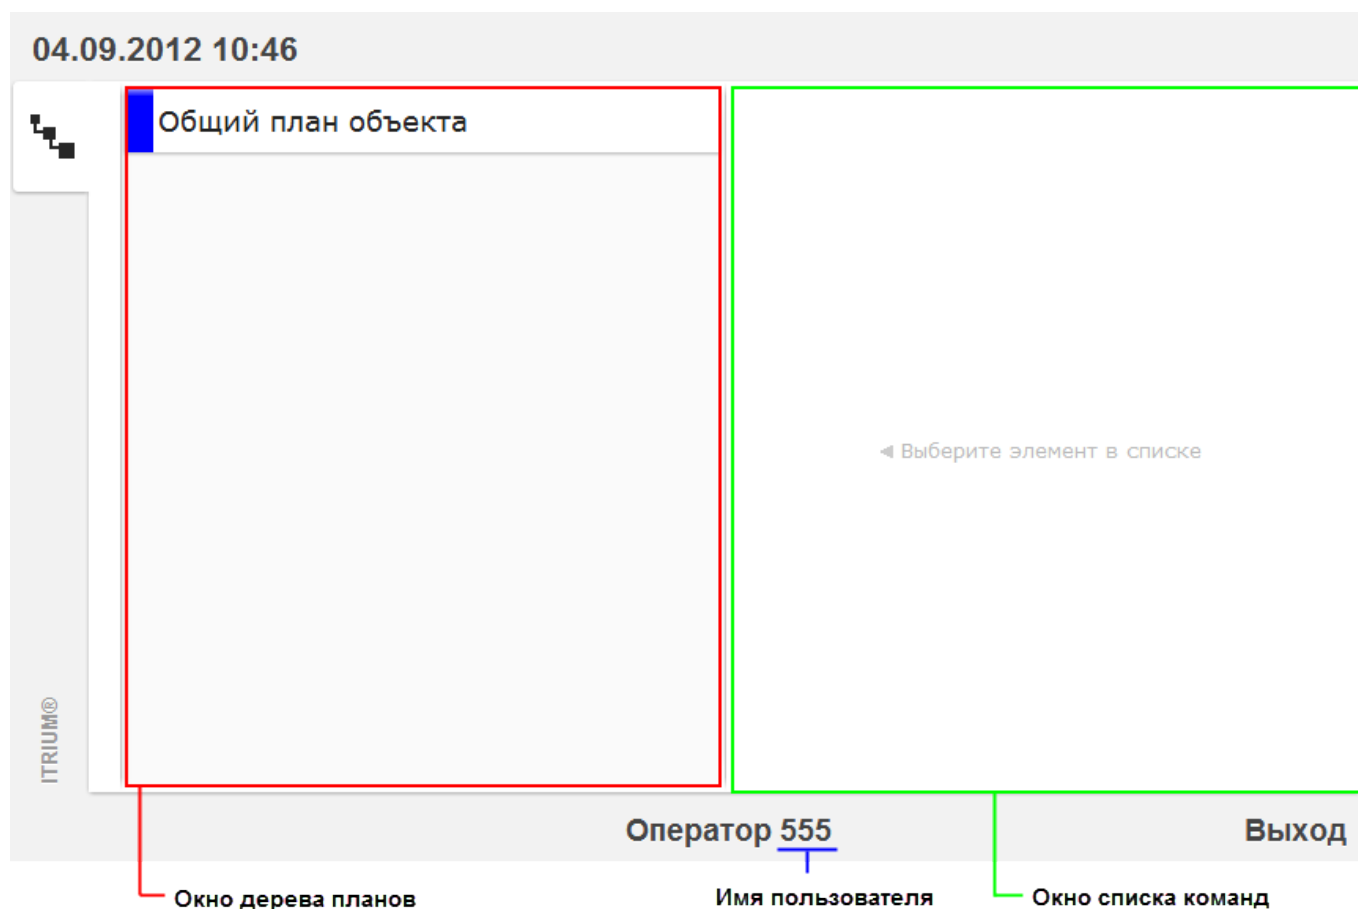 04.09.2012 10:46
Общий план объекта
◄ Выберите элемент в списке
ITRIUM®
Оператор 555
Выход
Окно дерева планов
Имя пользователя
Окно списка команд